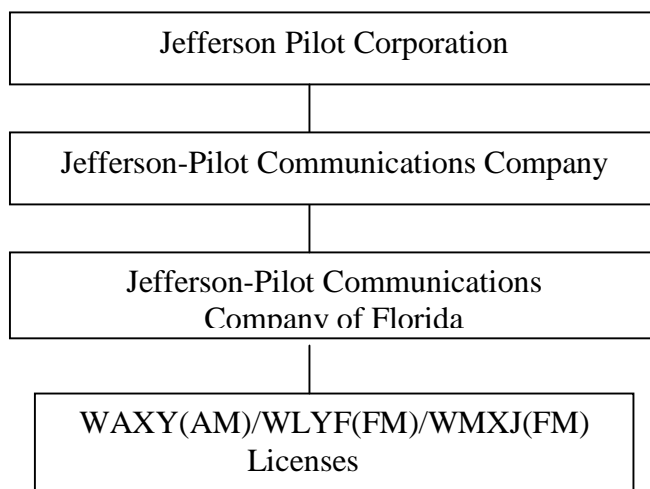 Jefferson Pilot Corporation
Jefferson-Pilot Communications Company
Jefferson-Pilot Communications
Company of Florida
WAXY(AM)/WLYF(FM)/WMXJ(FM)
Licenses